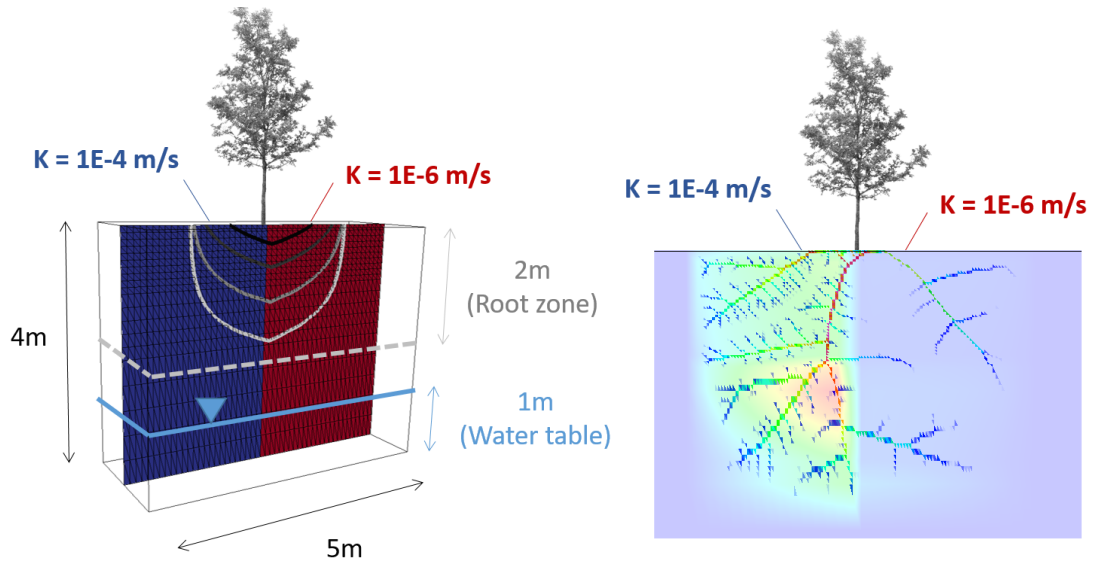 K = 1E-4 m/s
K = 1E-6 m/s
4m
2m
(Root zone)
1m
(Water table)
5m
K = 1E-4 m/s
K = 1E-6 m/s